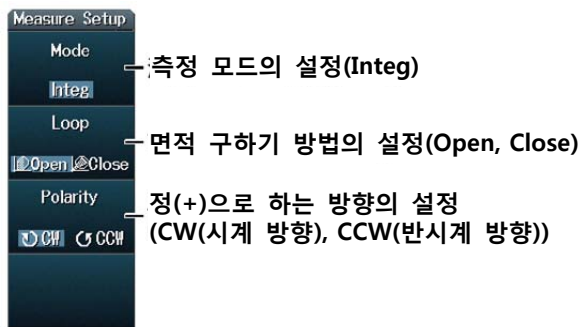 Measure Setup
Mode
측정 모드의 설정(Integ)
Integ
Loop
면적 구하기 방법의 설정(Open, Close)
Open Close
Polarity
정(+)으로 하는 방향의 설정
CW CCW
(CW(시계 방향), CCW(반시계 방향))